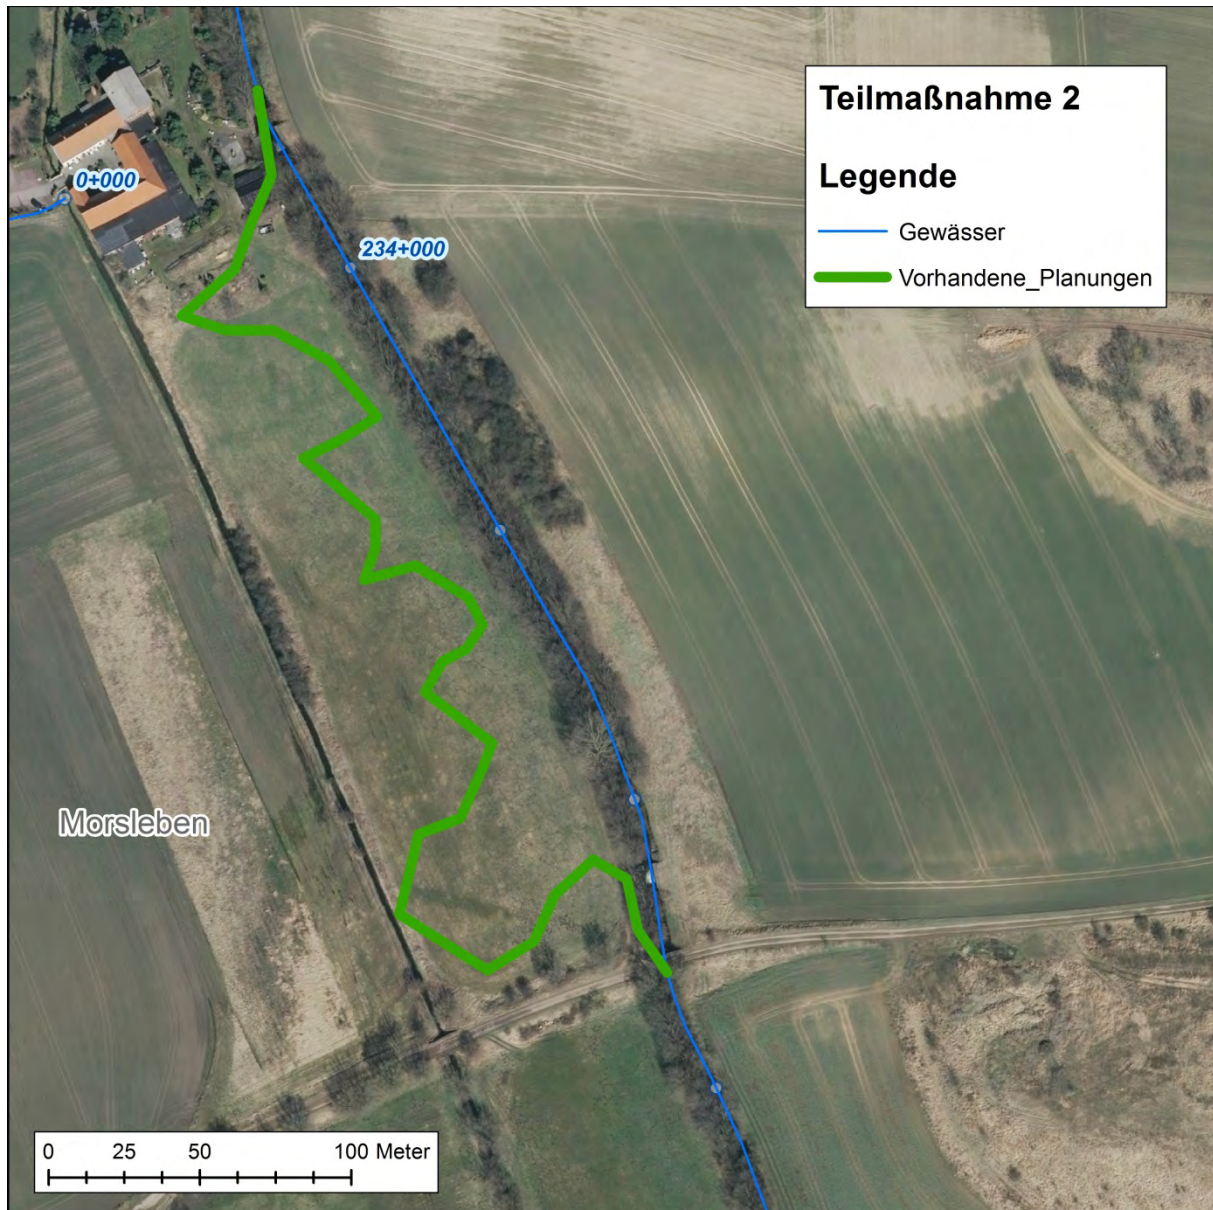 Teilmaßnahme 2
Legende
Gewässer
Vorhandene_Planungen
0+000
234+000
Morsleben
0 25 50 100 Meter